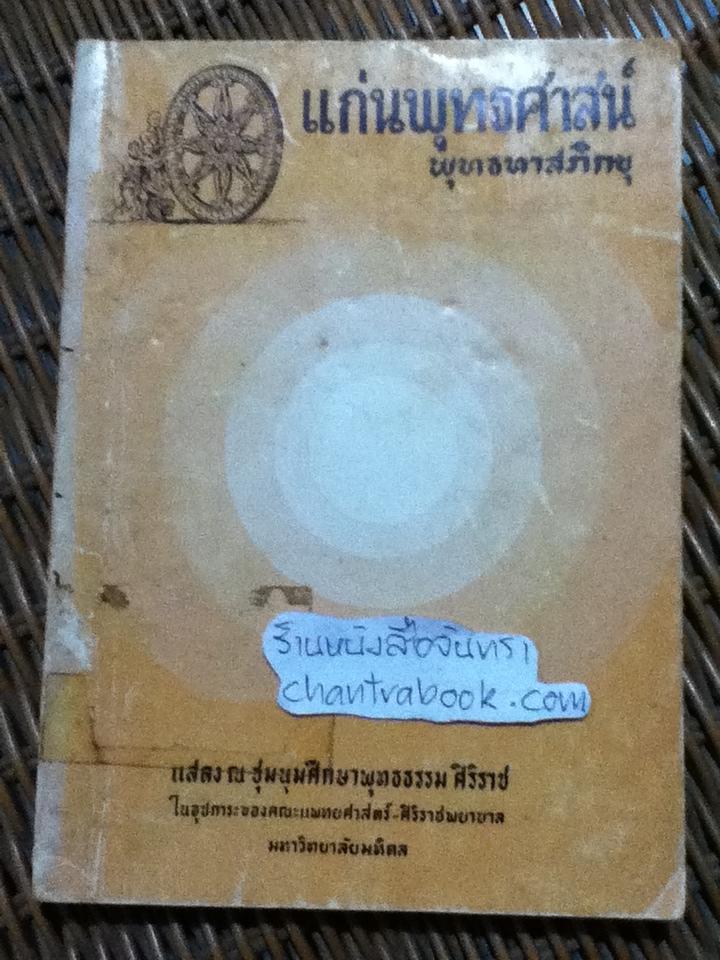 แก่นพุทธศาสน์
พุทธทาสภิกขุ
ร้านหนังสือจันทรา
chantrabook.com
แสดง ณ ชุมนุมศึกษาพุทธธรรม ศิริราช
ในอุปการะของคณะแพทยศาสตร์-ศิริราชพยาบาล
มหาวิทยาลัยมหิดล